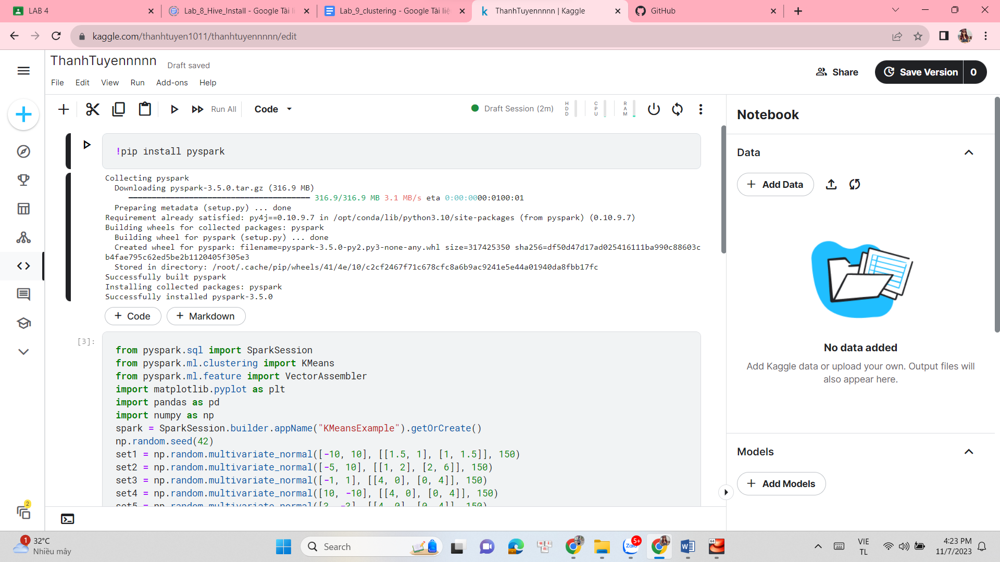 LAB 4
Lab_8_Hive_Install - Google Tài li
Lab_9_clustering - Google Tài liệ
ThanhTuyennnnn | Kaggle
GitHub
kaggle.com/thanhtuyen1011/thanhtuyennnnn/edit
ThanhTuyennnnn
Draft saved
File Edit View Run Add-ons Help
Share
Save Version
0
Run All
Code
Draft Session (2m)
HDD
CPU
RAM
!pip install pyspark
Collecting pyspark
Downloading pyspark-3.5.0.tar.gz (316.9 MB)
316.9/316.9 MB 3.1 MB/s eta 0:00:0000:0100:01
Preparing metadata (setup.py) ... done
Requirement already satisfied: py4j==0.10.9.7 in /opt/conda/lib/python3.10/site-packages (from pyspark) (0.10.9.7)
Building wheels for collected packages: pyspark
Building wheel for pyspark (setup.py) ... done
Created wheel for pyspark: filename=pyspark-3.5.0-py2.py3-none-any.whl size=317425350 sha256=df50d47d17ad025416111ba990c88603c
b4fae795c62ed5be2b1120405f305e3
Stored in directory: /root/.cache/pip/wheels/41/4e/10/c2cf2467f71c678cfc8a6b9ac9241e5e44a01940da8fbb17fc
Successfully built pyspark
Installing collected packages: pyspark
Successfully installed pyspark-3.5.0
+ Code
+ Markdown
[3]:
from pyspark.sql import SparkSession
from pyspark.ml.clustering import KMeans
from pyspark.ml.feature import VectorAssembler
import matplotlib.pyplot as plt
import pandas as pd
import numpy as np
spark = SparkSession.builder.appName("KMeansExample").getOrCreate()
np.random.seed(42)
set1 = np.random.multivariate_normal([-10, 10], [[1.5, 1], [1, 1.5]], 150)
set2 = np.random.multivariate_normal([-5, 10], [[1, 2], [2, 6]], 150)
set3 = np.random.multivariate_normal([-1, 1], [[4, 0], [0, 4]], 150)
set4 = np.random.multivariate_normal([10, -10], [[4, 0], [0, 4]], 150)
set5 = np.random.multivariate_normal([3, -3], [[4, 0], [0, 4]], 150)
Notebook
Data
+ Add Data
No data added
Add Kaggle data or upload your own. Output files will
also appear here.
Models
+ Add Models
2
1
32°C
Nhiều mây
Search
5+
Zalo
64
VIE
TL
4:23 PM
11/7/2023